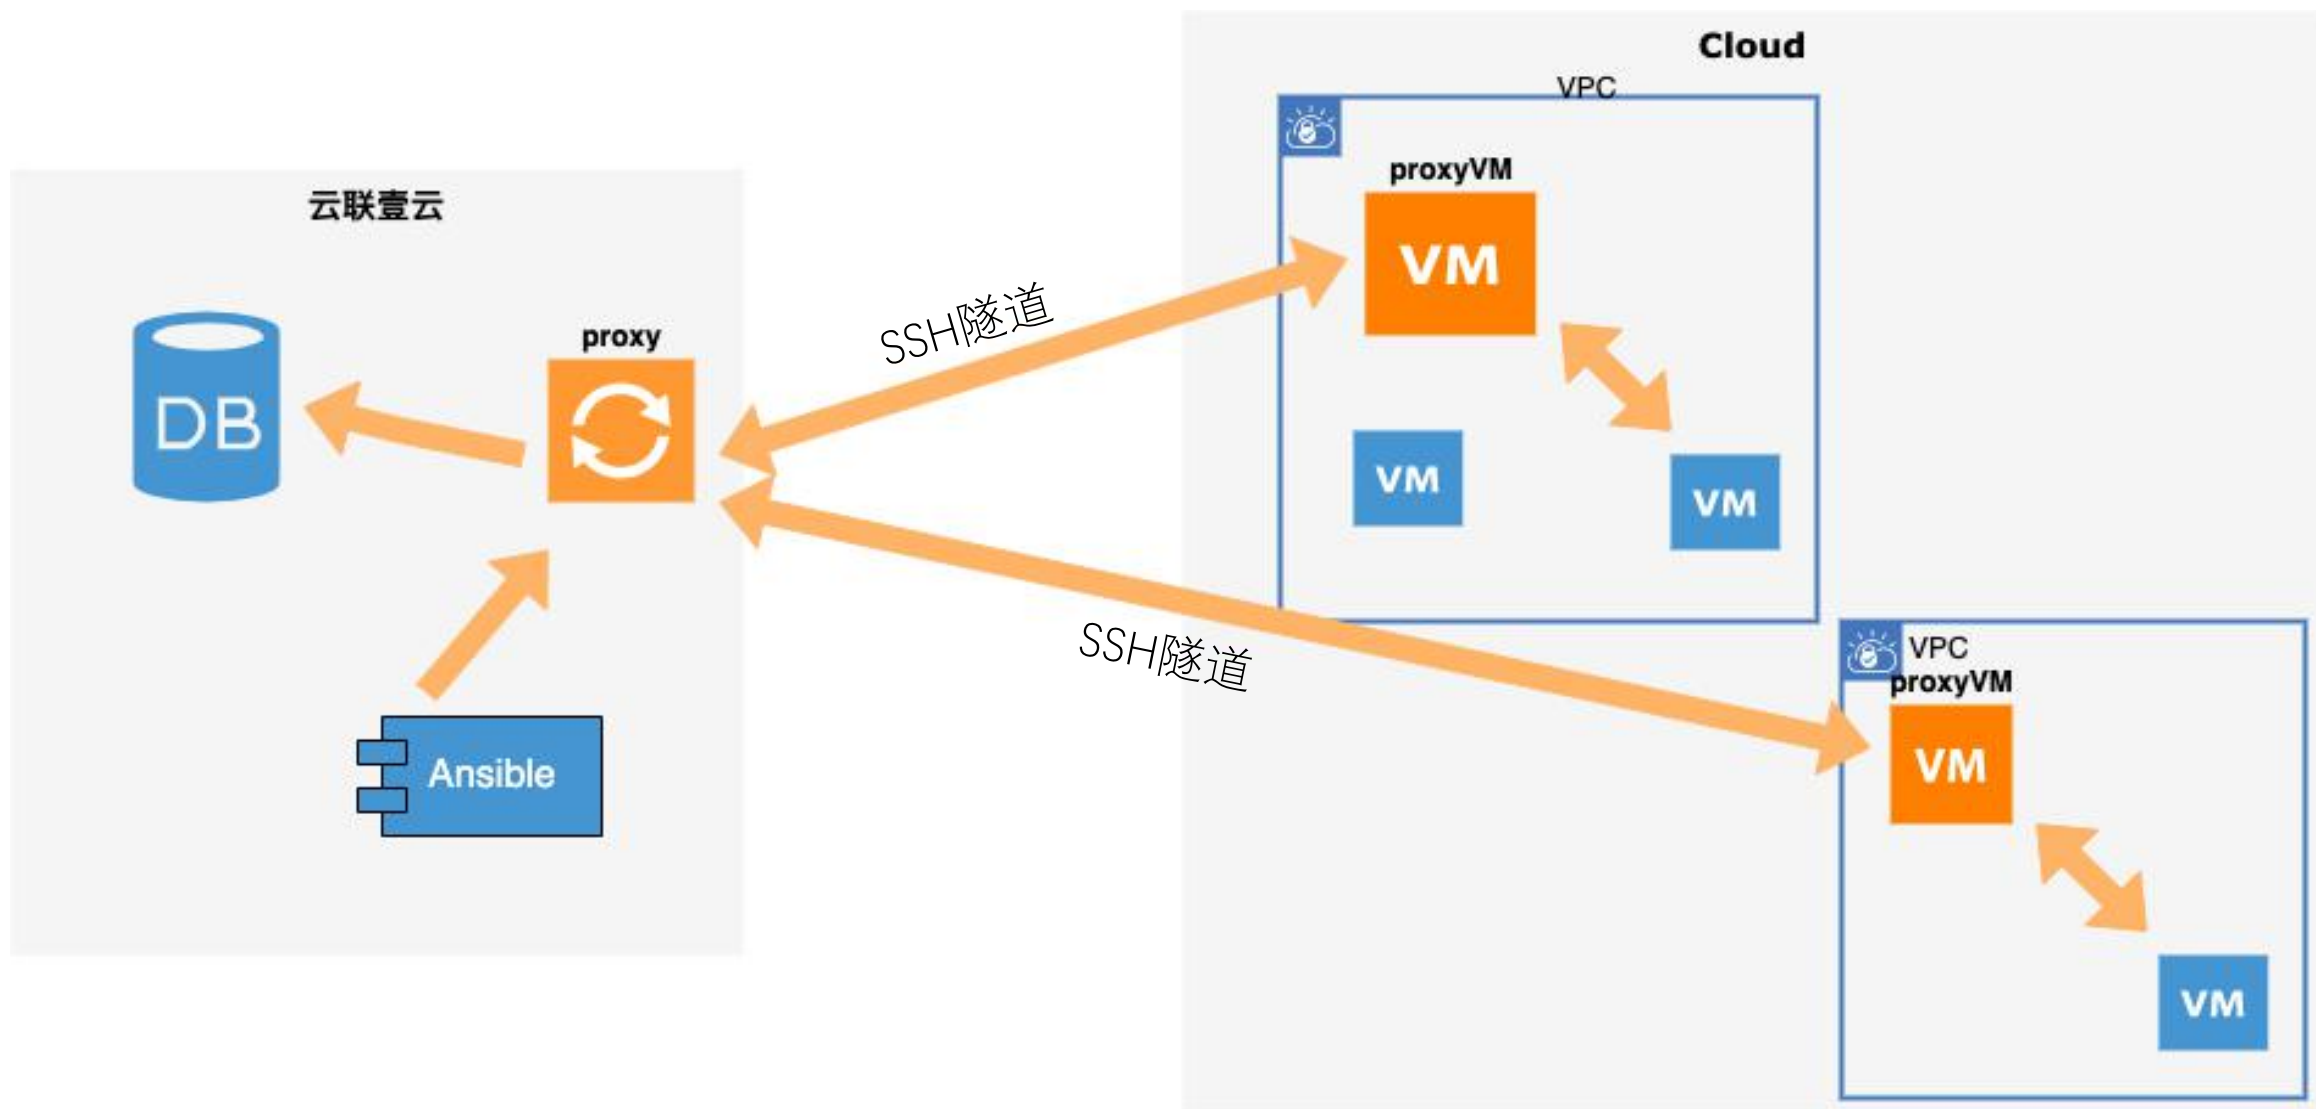 Cloud
VPC
proxyVM
VM
VM
VM
云联壹云
DB
proxy
Ansible
SSH隧道
SSH隧道
VPC
proxyVM
VM
VM